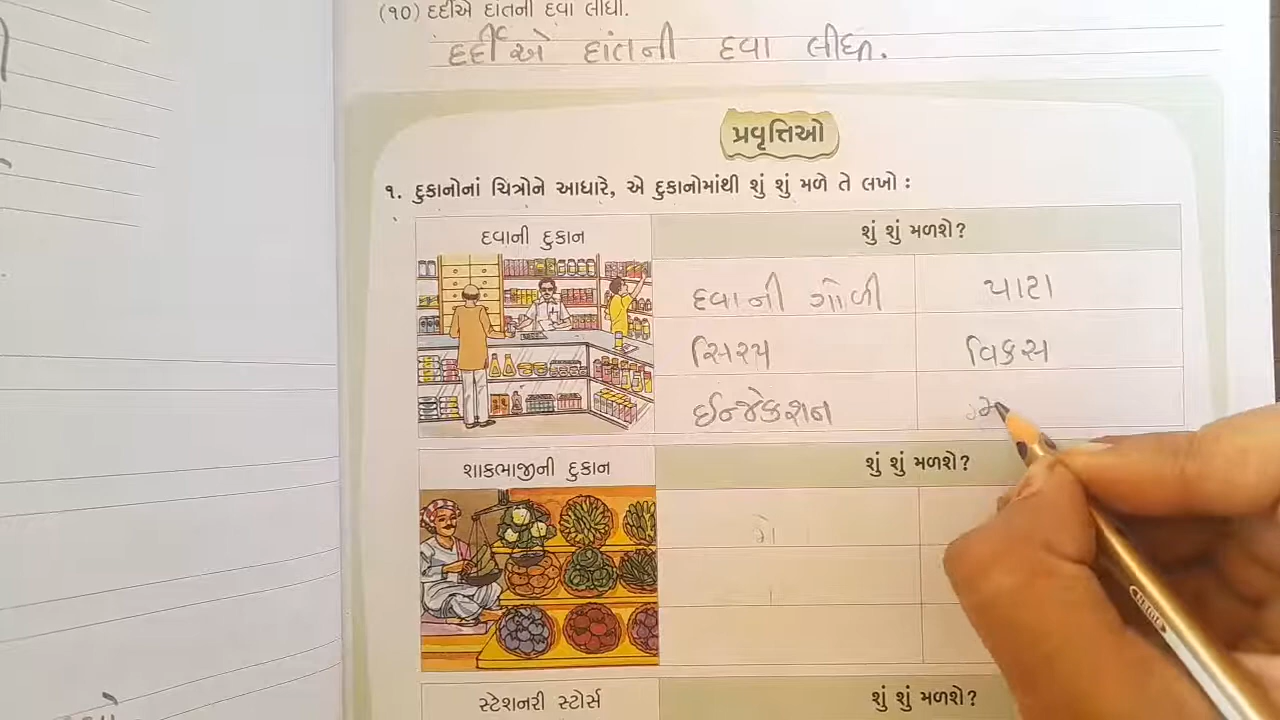 (૧૦) દર્દીએ દાંતની દવા લીધી.
દર્દીએ દાંતની દવા લીધી.
પ્રવૃત્તિઓ
૧. દુકાનોનાં ચિત્રોને આધારે, એ દુકાનોમાંથી શું શું મળે તે લખો :
દવાની દુકાન શું શું મળશે?
દવાની ગોળી પાટા
સિરપ વિકસ
ઈન્જેકશન
શાકભાજીની દુકાન શું શું મળશે?
સ્ટેશનરી સ્ટોર્સ શું શું મળશે?